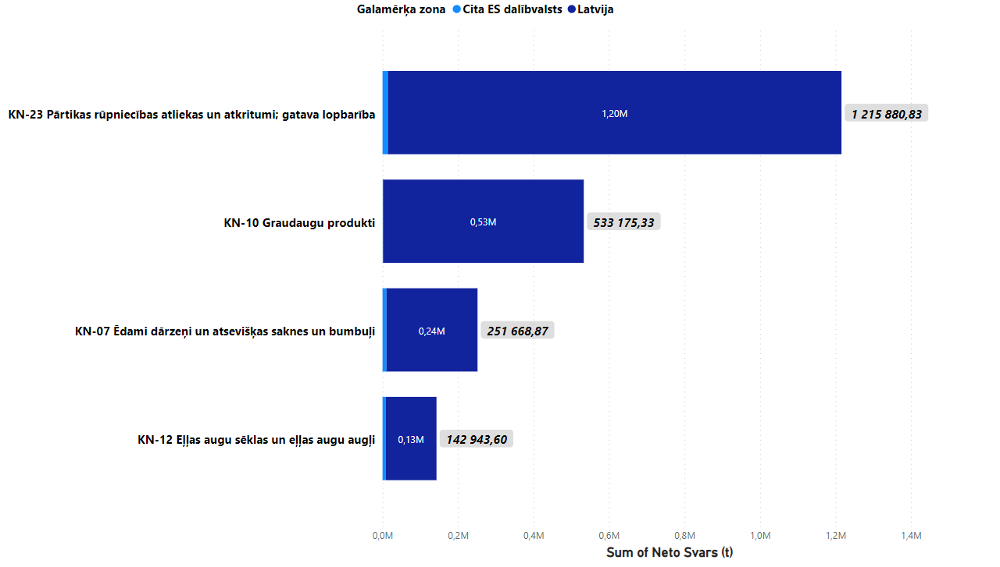 Galamērķa zona Cita ES dalībvalsts Latvija
KN-23 Pārtikas rūpniecības atliekas un atkritumi; gatava lopbarība 1,20M 1 215 880,83
KN-10 Graudaugu produkti 0,53M 533 175,33
KN-07 Ēdami dārzeņi un atsevišķas saknes un bumbuļi 0,24M 251 668,87
KN-12 Eļļas augu sēklas un eļļas augu augļi 0,13M 142 943,60
0,0M 0,2M 0,4M 0,6M 0,8M 1,0M 1,2M 1,4M
Sum of Neto Svars (t)